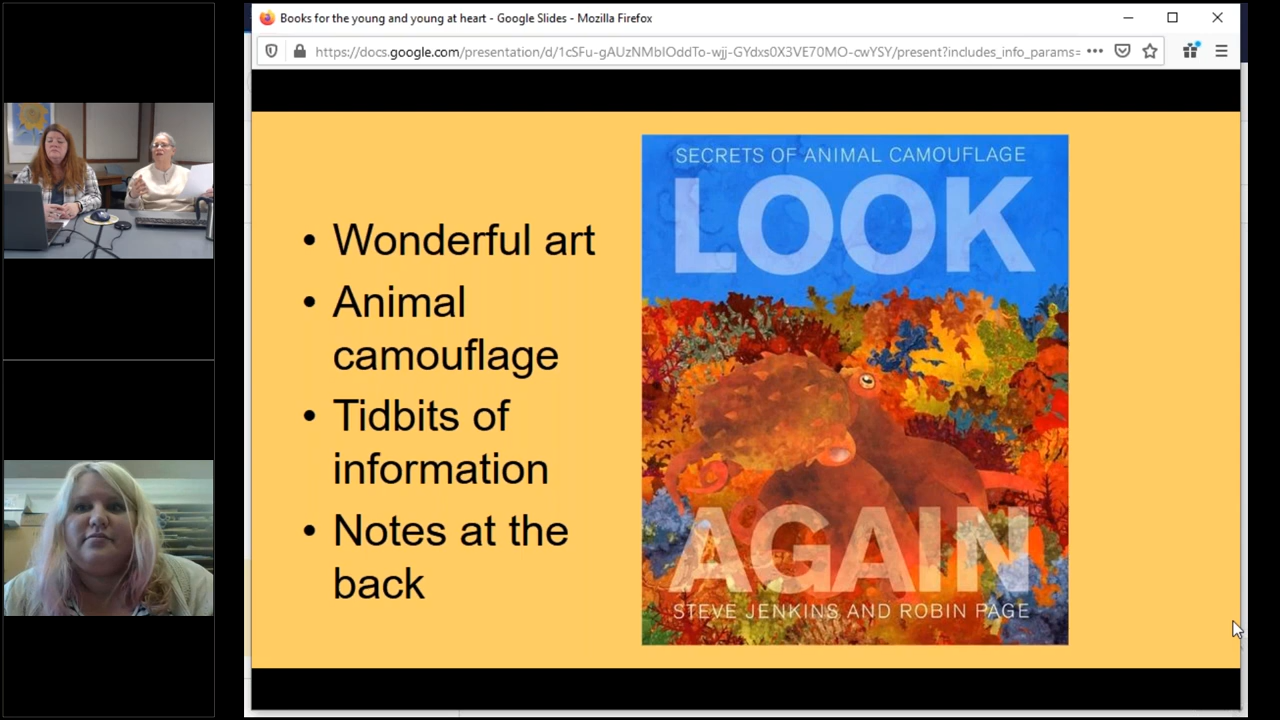 Books for the young and young at heart - Google Slides - Mozilla Firefox
https://docs.google.com/presentation/d/1cSFu-gAUzNMbIOddTo-wjj-GYdxs0X3VE70MO-cwYSY/present?includes_info_params=
• Wonderful art
• Animal
camouflage
• Tidbits of
information
• Notes at the
back
SECRETS OF ANIMAL CAMOUFLAGE
LOOK
AGAIN
STEVE JENKINS AND ROBIN PAGE